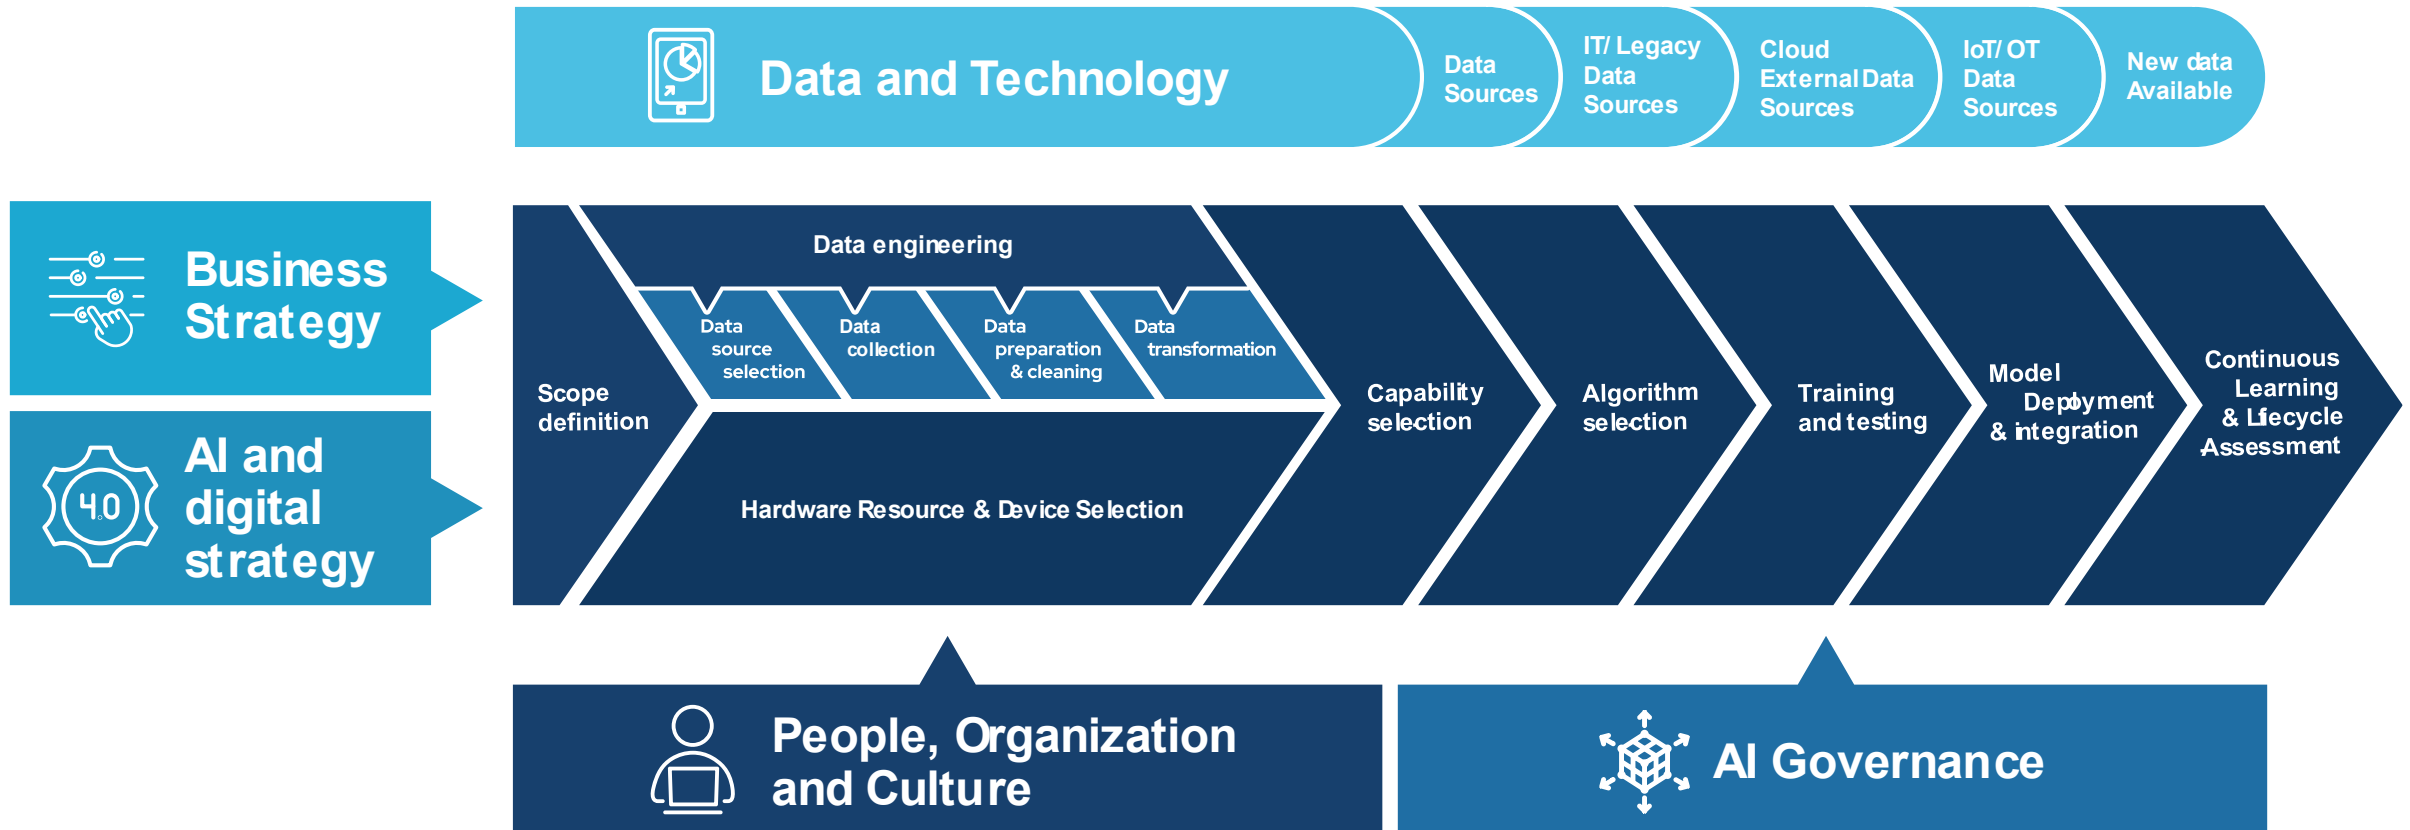 Data and Technology
Data
Sources
IT/ Legacy
Data
Sources
Cloud
External Data
Sources
IoT/ OT
Data
Sources
New data
Available
Business
Strategy
AI and
digital
strategy
4.0
Scope
definition
Data engineering
Data
source
selection
Data
collection
Data
preparation
& cleaning
Data
transformation
Hardware Resource & Device Selection
Capability
selection
Algorithm
selection
Training
and testing
Model
Deployment
& integration
Continuous
Learning
& Lifecycle
Assessment
People, Organization
and Culture
AI Governance